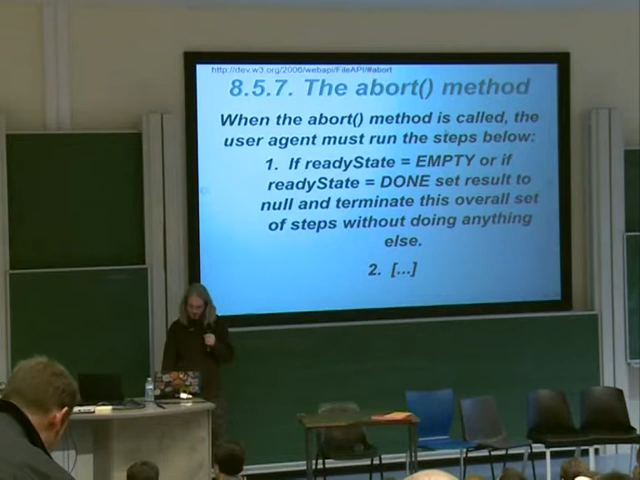 http://dev.w3.org/2006/webapi/FileAPI/#abort
8.5.7. The abort() method
When the abort() method is called, the
user agent must run the steps below:
1. If readyState = EMPTY or if
readyState = DONE set result to
null and terminate this overall set
of steps without doing anything
else.
2. [...]